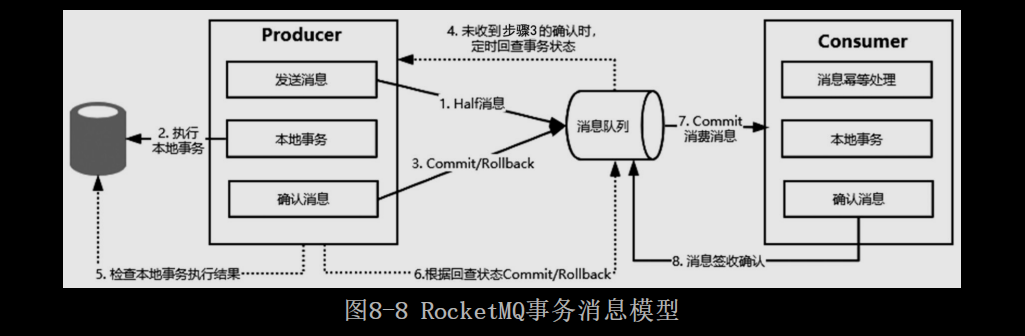 Producer
发送消息
本地事务
确认消息
1. Half消息
2. 执行
本地事务
3. Commit/Rollback
4. 未收到步骤3的确认时，
定时回查事务状态
消息队列
5. 检查本地事务执行结果
6.根据回查状态Commit/Rollback
7. Commit
消费消息
Consumer
消息幂等处理
本地事务
确认消息
8. 消息签收确认
图8-8 RocketMQ事务消息模型